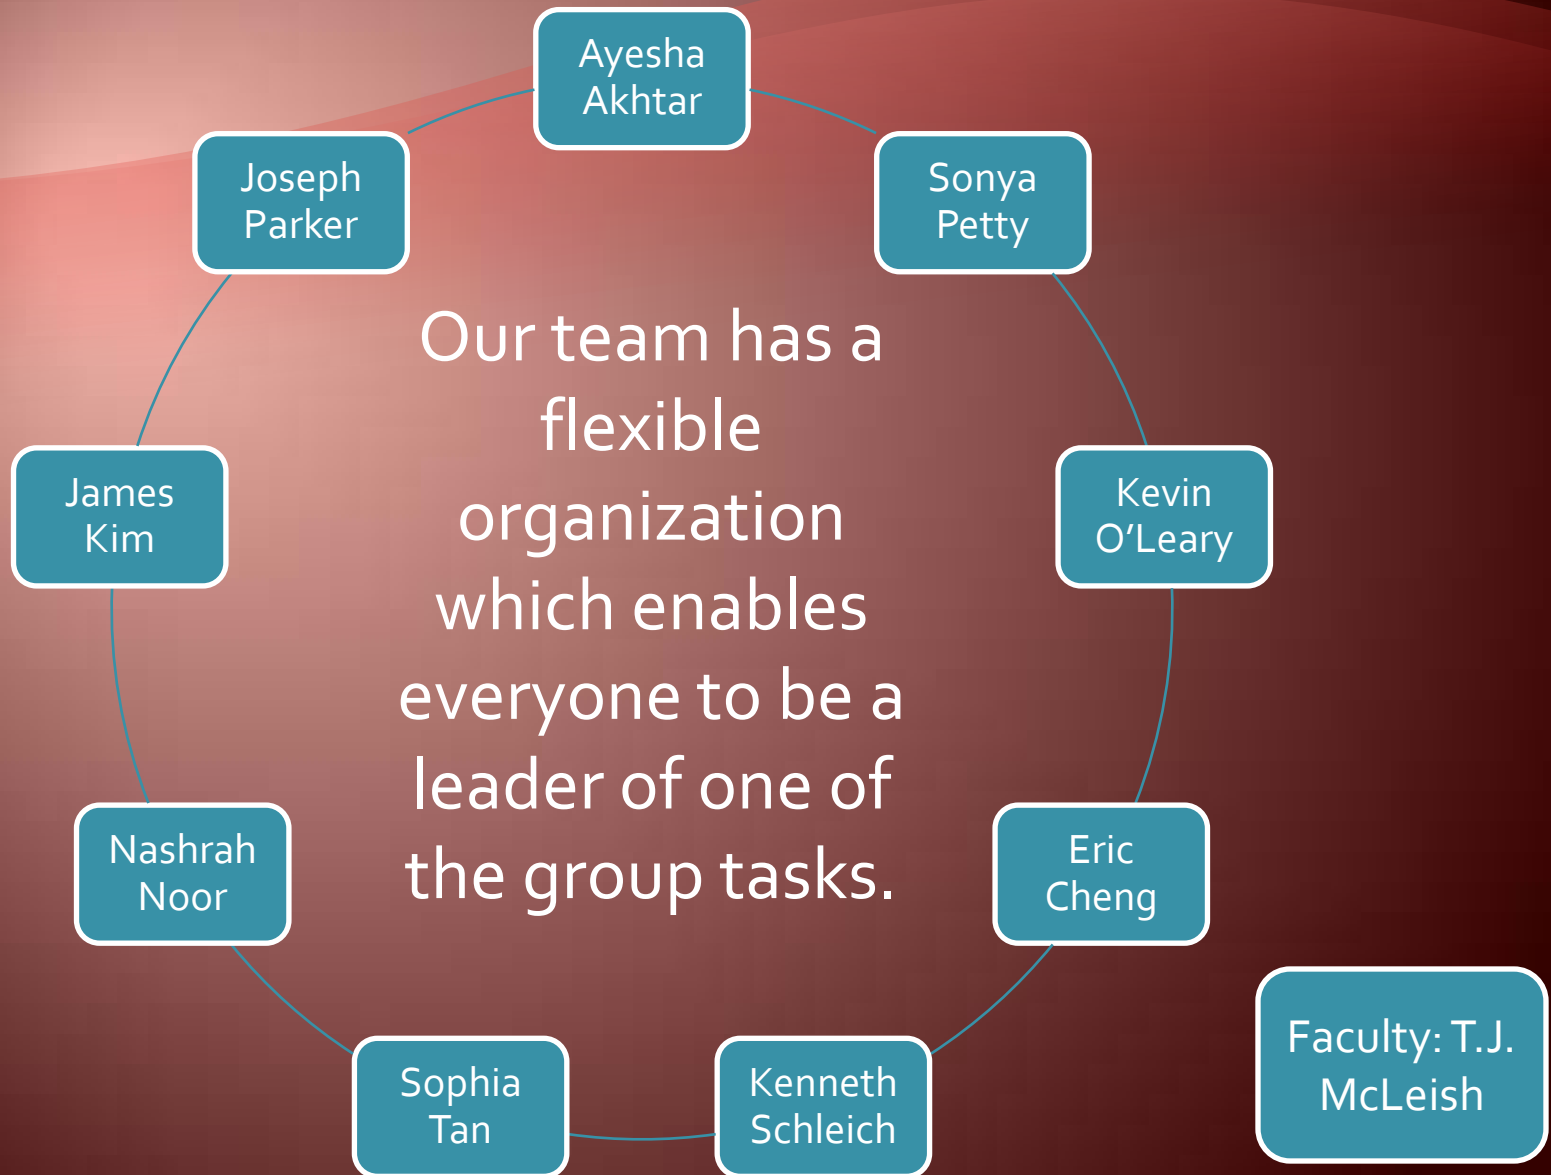 Ayesha
Akhtar
Sonya
Petty
Kevin
O’Leary
Eric
Cheng
Kenneth
Schleich
Sophia
Tan
Nashrah
Noor
James
Kim
Joseph
Parker
Our team has a
flexible
organization
which enables
everyone to be a
leader of one of
the group tasks.
Faculty: T.J.
McLeish